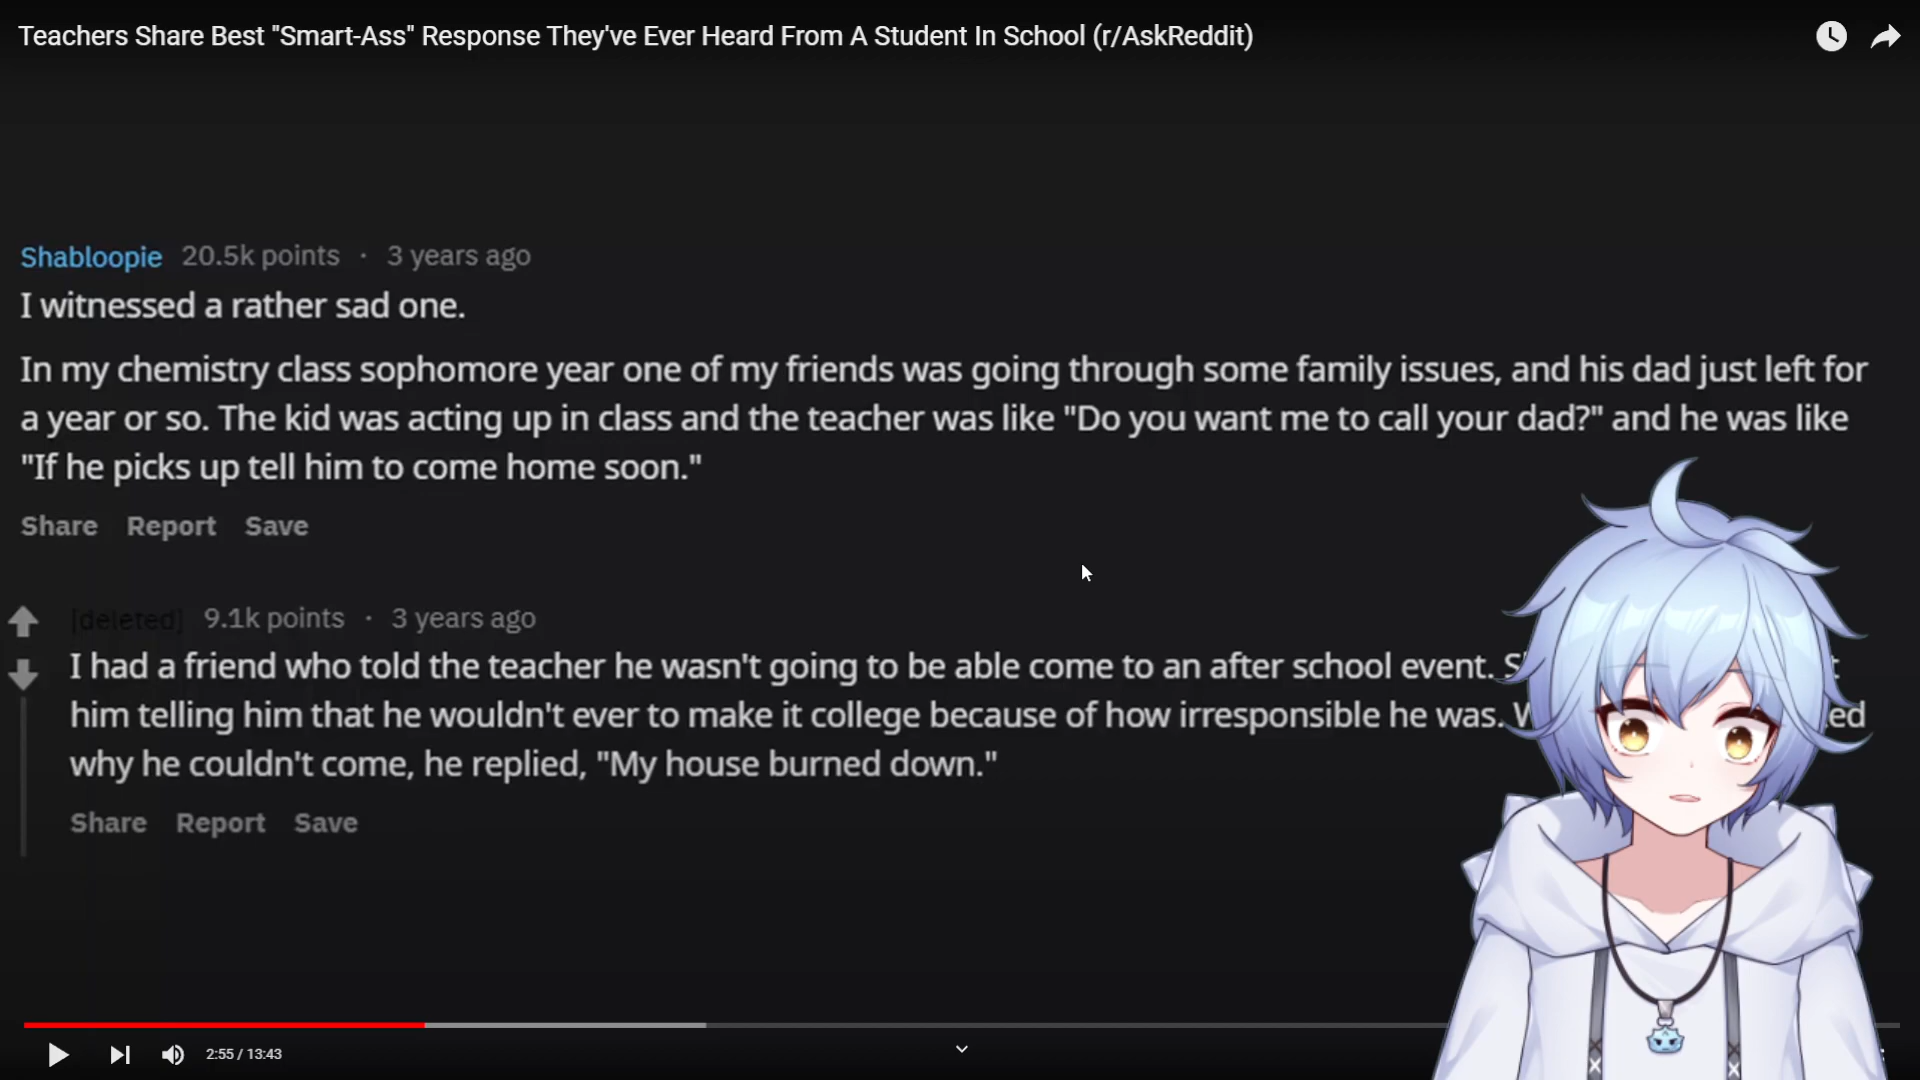 Teachers Share Best "Smart-Ass" Response They've Ever Heard From A Student In School (r/AskReddit)
Shabloopie 20.5k points · 3 years ago
I witnessed a rather sad one.
In my chemistry class sophomore year one of my friends was going through some family issues, and his dad just left for
a year or so. The kid was acting up in class and the teacher was like "Do you want me to call your dad?" and he was like
"If he picks up tell him to come home soon."
Share Report Save
[deleted] 9.1k points · 3 years ago
I had a friend who told the teacher he wasn't going to be able come to an after school event.
him telling him that he wouldn't ever to make it college because of how irresponsible he was.
why he couldn't come, he replied, "My house burned down."
Share Report Save
2:55 / 13:43